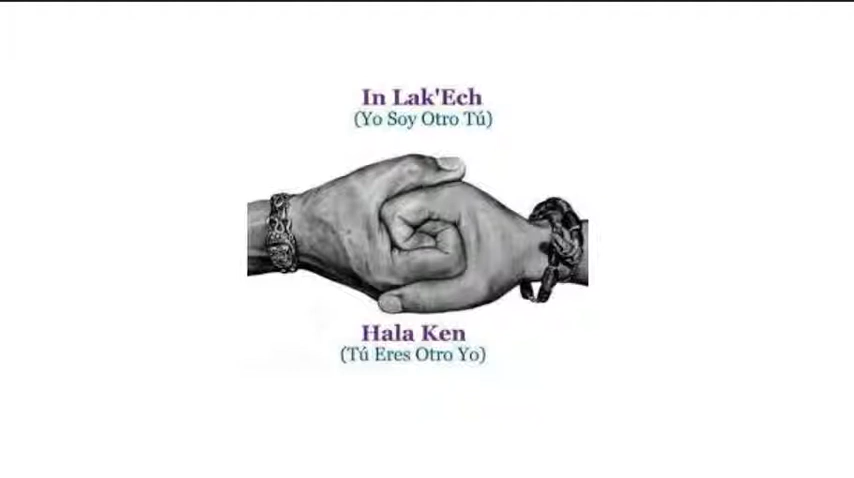 In Lak'Ech
(Yo Soy Otro Tú)
Hala Ken
(Tú Eres Otro Yo)